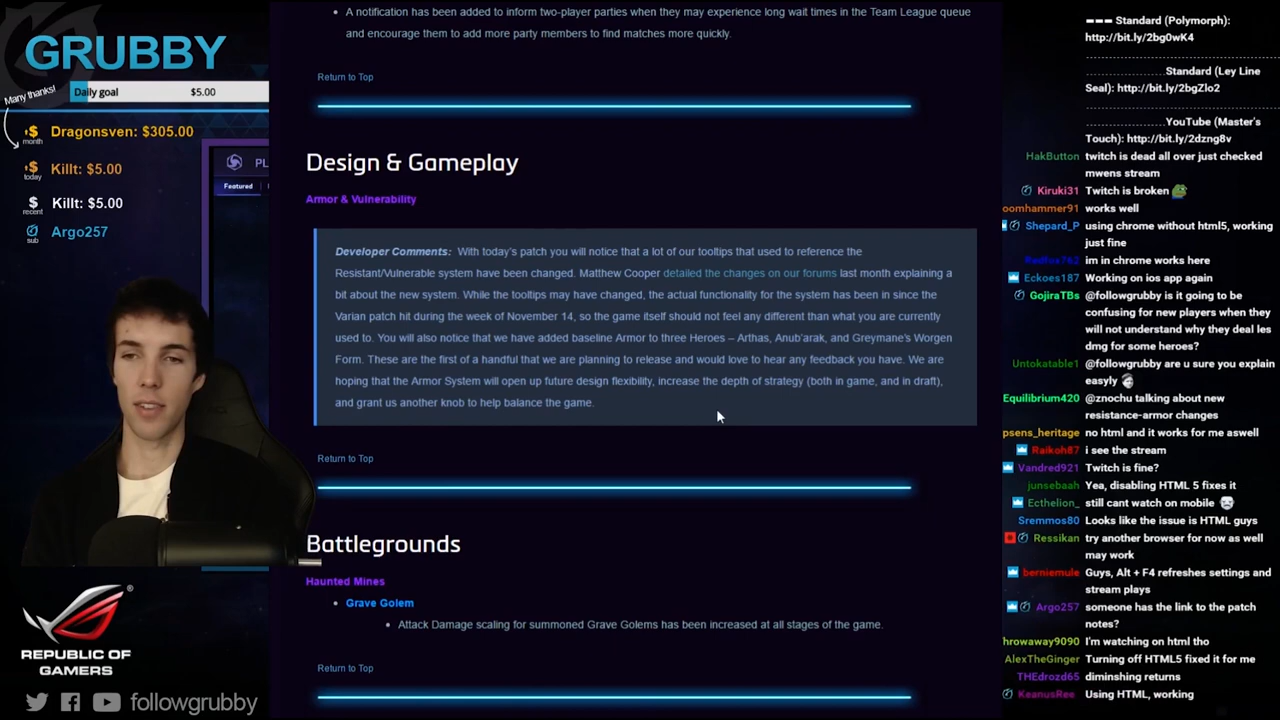 GRUBBY
Many thanks!
Daily goal $5.00
$ month Dragonsven: $305.00
$ today Killt: $5.00
$ recent Killt: $5.00
sub Argo257
PL
Featured
REPUBLIC OF
GAMERS
®
followgrubby
A notification has been added to inform two-player parties when they may experience long wait times in the Team League queue
and encourage them to add more party members to find matches more quickly.
Return to Top
Design & Gameplay
Armor & Vulnerability
Developer Comments: With today's patch you will notice that a lot of our tooltips that used to reference the
Resistant/Vulnerable system have been changed. Matthew Cooper detailed the changes on our forums last month explaining a
bit about the new system. While the tooltips may have changed, the actual functionality for the system has been in since the
Varian patch hit during the week of November 14, so the game itself should not feel any different than what you are currently
used to. You will also notice that we have added baseline Armor to three Heroes – Arthas, Anub'arak, and Greymane's Worgen
Form. These are the first of a handful that we are planning to release and would love to hear any feedback you have. We are
hoping that the Armor System will open up future design flexibility, increase the depth of strategy (both in game, and in draft),
and grant us another knob to help balance the game.
Return to Top
Battlegrounds
Haunted Mines
Grave Golem
Attack Damage scaling for summoned Grave Golems has been increased at all stages of the game.
Return to Top
Standard (Polymorph):
http://bit.ly/2bg0wK4
Standard (Ley Line
Seal): http://bit.ly/2bgZlo2
YouTube (Master's
Touch): http://bit.ly/2dzng8v
HakButton twitch is dead all over just checked
mwens stream
Kiruki31 Twitch is broken
oomhammer91 works well
Shepard_P using chrome without html5, working
just fine
Redfox762 im in chrome works here
Eckoes187 Working on ios app again
GojiraTBs @followgrubby is it going to be
confusing for new players when they
will not understand why they deal les
dmg for some heroes?
Untokatable1 @followgrubby are u sure you explain
easyly
Equilibrium420 @znochu talking about new
resistance-armor changes
psens_heritage no html and it works for me aswell
Raikoh87 i see the stream
Vandred921 Twitch is fine?
junsebaah Yea, disabling HTML 5 fixes it
Ecthelion_ still cant watch on mobile
Sremmos80 Looks like the issue is HTML guys
Ressikan try another browser for now as well
may work
berniemule Guys, Alt + F4 refreshes settings and
stream plays
Argo257 someone has the link to the patch
notes?
hrowaway9090 I'm watching on html tho
AlexTheGinger Turning off HTML5 fixed it for me
THEdrozd65 diminshing returns
KeanusRee Using HTML, working